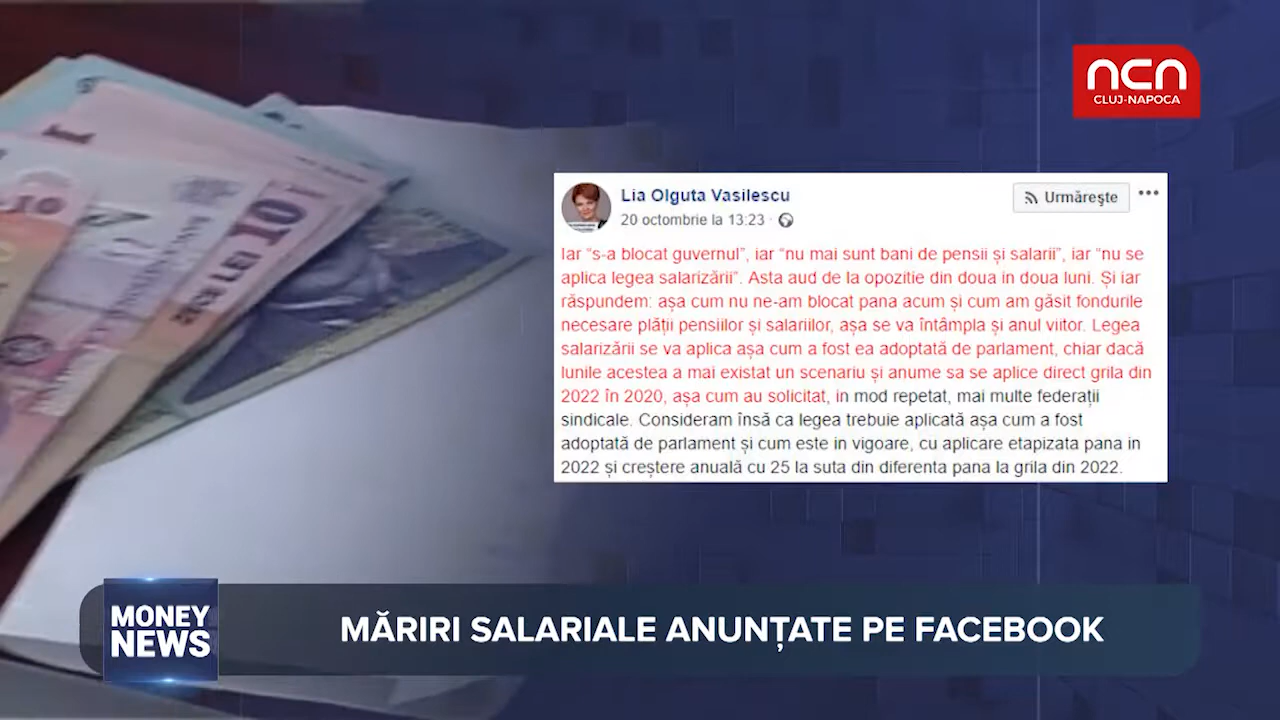 ncn
CLUJ-NAPOCA
Lia Olguta Vasilescu
20 octombrie la 13:23 ·
Urmărește
Iar “s-a blocat guvernul”, iar “nu mai sunt bani de pensii și salarii”, iar “nu se
aplica legea salarizării”. Asta aud de la opozitie din doua in doua luni. Și iar
răspundem: așa cum nu ne-am blocat pana acum și cum am găsit fondurile
necesare plății pensiilor și salariilor, așa se va întâmpla și anul viitor. Legea
salarizării se va aplica așa cum a fost ea adoptată de parlament, chiar dacă
lunile acestea a mai existat un scenariu și anume sa se aplice direct grila din
2022 în 2020, așa cum au solicitat, in mod repetat, mai multe federații
sindicale. Consideram însă ca legea trebuie aplicată așa cum a fost
adoptată de parlament și cum este in vigoare, cu aplicare etapizata pana in
2022 și creștere anuală cu 25 la suta din diferenta pana la grila din 2022.
10
1
10
ZECE LEI
MONEY
NEWS
MĂRIRI SALARIALE ANUNȚATE PE FACEBOOK